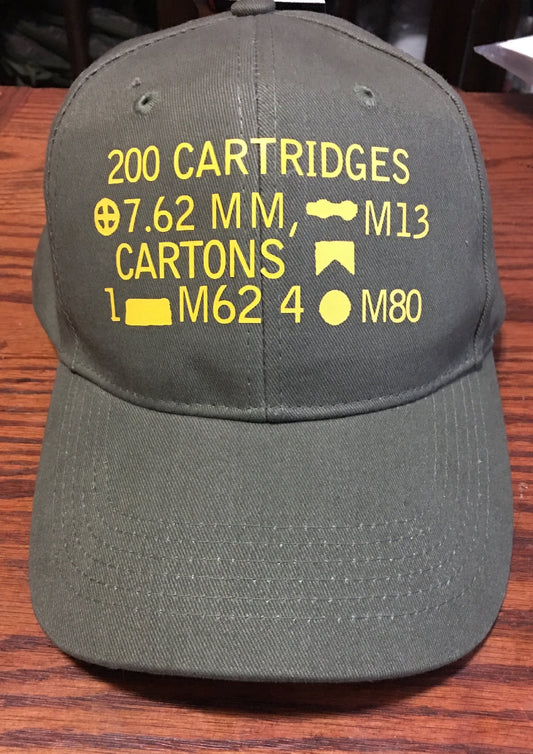 200 CARTRIDGES
7.62 MM, M13
CARTONS
1 M62 4 M80